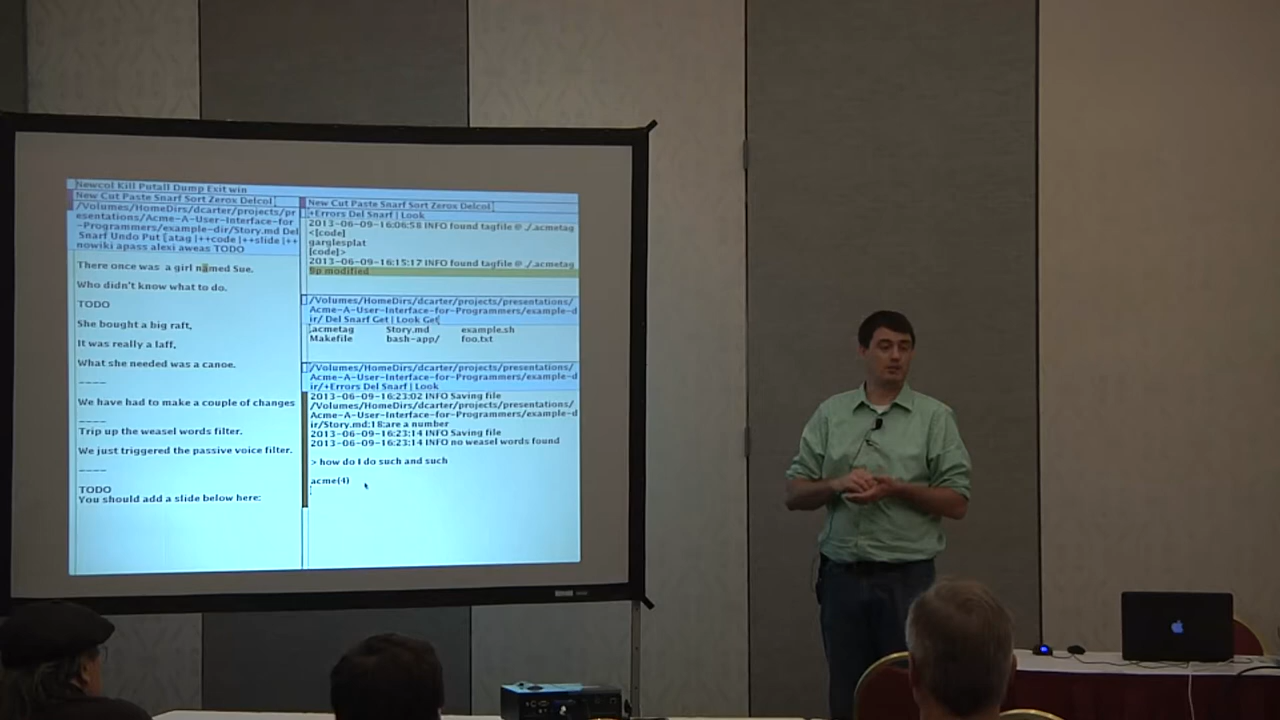 Newcol Kill Putall Dump Exit win
New Cut Paste Snarf Sort Zerox Delcol
/Volumes/HomeDirs/dcarter/projects/pr
esentations/Acme-A-User-Interface-for
-Programmers/example-dir/Story.md Del
Snarf Undo Put [atag |++code |++slide |++
nowiki apass alexi aweas TODO
There once was  a girl named Sue.
Who didn't know what to do.
TODO
She bought a big raft,
It was really a laff,
What she needed was a canoe.
----
We have had to make a couple of changes
----
Trip up the weasel words filter.
We just triggered the passive voice filter.
----
TODO
You should add a slide below here:
New Cut Paste Snarf Sort Zerox Delcol
+Errors Del Snarf | Look
2013-06-09-16:06:58 INFO found tagfile @ ./.acmetag
<[code]
garglesplat
[code]>
2013-06-09-16:15:17 INFO found tagfile @ ./.acmetag
9p modified
/Volumes/HomeDirs/dcarter/projects/presentations/
Acme-A-User-Interface-for-Programmers/example-d
ir/ Del Snarf Get | Look Get
.acmetag Story.md example.sh
Makefile bash-app/ foo.txt
/Volumes/HomeDirs/dcarter/projects/presentations/
Acme-A-User-Interface-for-Programmers/example-d
ir/+Errors Del Snarf | Look
2013-06-09-16:23:02 INFO Saving file
/Volumes/HomeDirs/dcarter/projects/presentations/
Acme-A-User-Interface-for-Programmers/example-d
ir/Story.md:18:are a number
2013-06-09-16:23:14 INFO Saving file
2013-06-09-16:23:14 INFO no weasel words found
> how do I do such and such
acme(4)